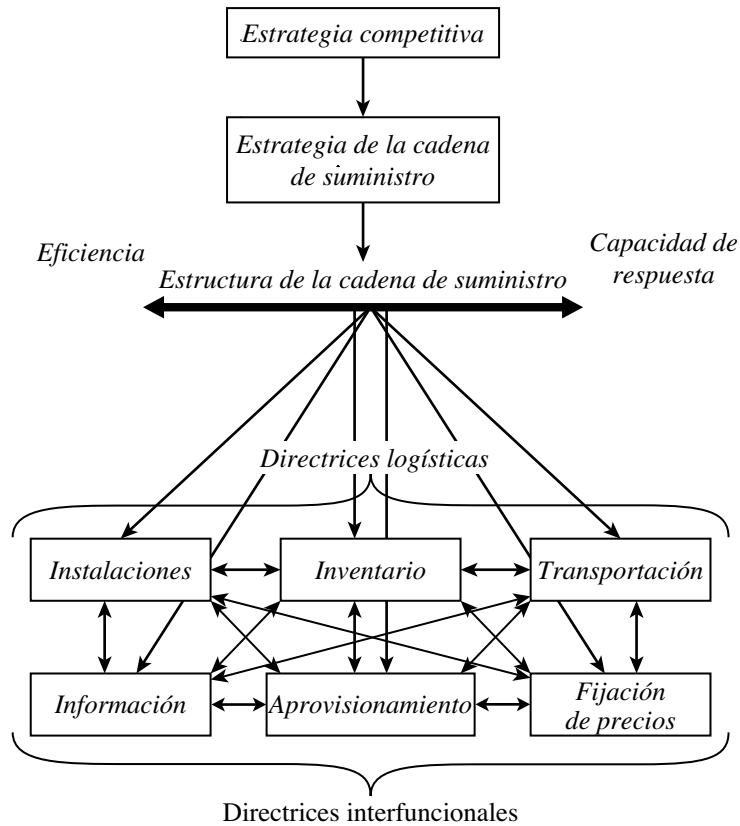 Estrategia competitiva
Estrategia de la cadena
de suministro
Eficiencia
Capacidad de
respuesta
Estructura de la cadena de suministro
Directrices logísticas
Instalaciones
Inventario
Transportación
Información
Aprovisionamiento
Fijación
de precios
Directrices interfuncionales